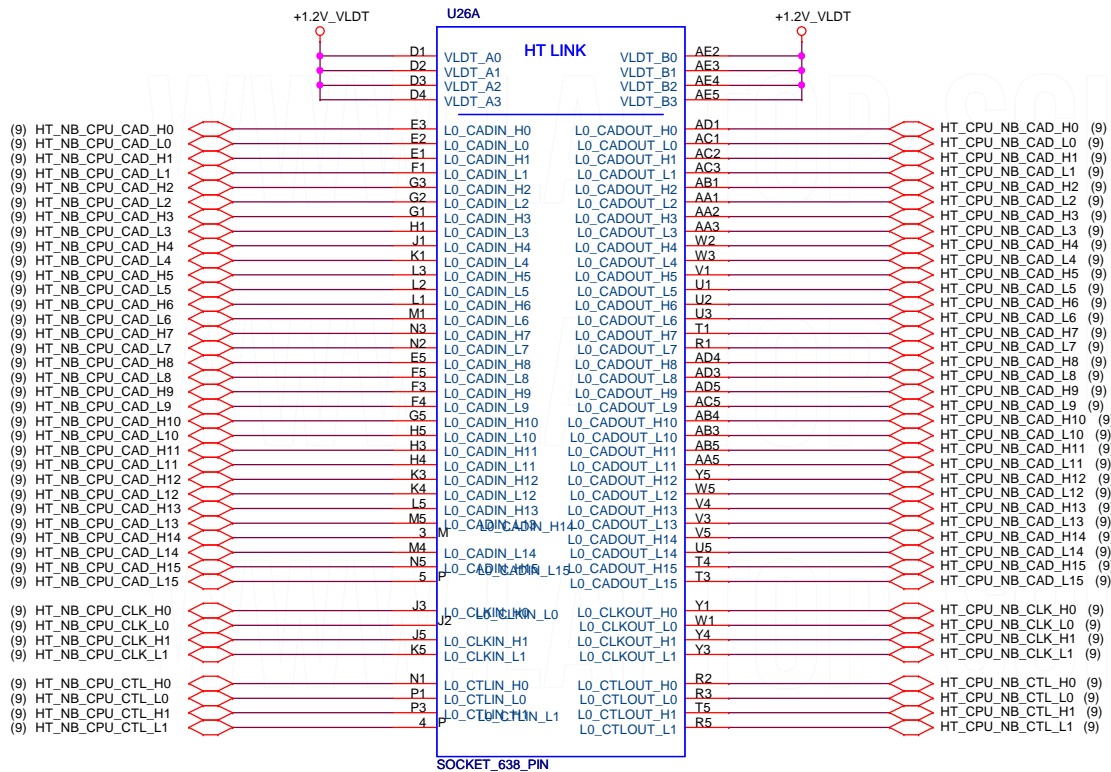 U26A
+1.2V_VLDT +1.2V_VLDT
HT LINK
D1 VLDT_A0 VLDT_B0 AE2
D2 VLDT_A1 VLDT_B1 AE3
D3 VLDT_A2 VLDT_B2 AE4
D4 VLDT_A3 VLDT_B3 AE5
(9) HT_NB_CPU_CAD_H0 E3 L0_CADIN_H0 L0_CADOUT_H0 AD1 HT_CPU_NB_CAD_H0 (9)
(9) HT_NB_CPU_CAD_L0 E2 L0_CADIN_L0 L0_CADOUT_L0 AC1 HT_CPU_NB_CAD_L0 (9)
(9) HT_NB_CPU_CAD_H1 E1 L0_CADIN_H1 L0_CADOUT_H1 AC2 HT_CPU_NB_CAD_H1 (9)
(9) HT_NB_CPU_CAD_L1 F1 L0_CADIN_L1 L0_CADOUT_L1 AC3 HT_CPU_NB_CAD_L1 (9)
(9) HT_NB_CPU_CAD_H2 G3 L0_CADIN_H2 L0_CADOUT_H2 AB1 HT_CPU_NB_CAD_H2 (9)
(9) HT_NB_CPU_CAD_L2 G2 L0_CADIN_L2 L0_CADOUT_L2 AA1 HT_CPU_NB_CAD_L2 (9)
(9) HT_NB_CPU_CAD_H3 G1 L0_CADIN_H3 L0_CADOUT_H3 AA2 HT_CPU_NB_CAD_H3 (9)
(9) HT_NB_CPU_CAD_L3 H1 L0_CADIN_L3 L0_CADOUT_L3 AA3 HT_CPU_NB_CAD_L3 (9)
(9) HT_NB_CPU_CAD_H4 J1 L0_CADIN_H4 L0_CADOUT_H4 W2 HT_CPU_NB_CAD_H4 (9)
(9) HT_NB_CPU_CAD_L4 K1 L0_CADIN_L4 L0_CADOUT_L4 W3 HT_CPU_NB_CAD_L4 (9)
(9) HT_NB_CPU_CAD_H5 L3 L0_CADIN_H5 L0_CADOUT_H5 V1 HT_CPU_NB_CAD_H5 (9)
(9) HT_NB_CPU_CAD_L5 L2 L0_CADIN_L5 L0_CADOUT_L5 U1 HT_CPU_NB_CAD_L5 (9)
(9) HT_NB_CPU_CAD_H6 L1 L0_CADIN_H6 L0_CADOUT_H6 U2 HT_CPU_NB_CAD_H6 (9)
(9) HT_NB_CPU_CAD_L6 M1 L0_CADIN_L6 L0_CADOUT_L6 U3 HT_CPU_NB_CAD_L6 (9)
(9) HT_NB_CPU_CAD_H7 N3 L0_CADIN_H7 L0_CADOUT_H7 T1 HT_CPU_NB_CAD_H7 (9)
(9) HT_NB_CPU_CAD_L7 N2 L0_CADIN_L7 L0_CADOUT_L7 R1 HT_CPU_NB_CAD_L7 (9)
(9) HT_NB_CPU_CAD_H8 E5 L0_CADIN_H8 L0_CADOUT_H8 AD4 HT_CPU_NB_CAD_H8 (9)
(9) HT_NB_CPU_CAD_L8 F5 L0_CADIN_L8 L0_CADOUT_L8 AD3 HT_CPU_NB_CAD_L8 (9)
(9) HT_NB_CPU_CAD_H9 F3 L0_CADIN_H9 L0_CADOUT_H9 AD5 HT_CPU_NB_CAD_H9 (9)
(9) HT_NB_CPU_CAD_L9 F4 L0_CADIN_L9 L0_CADOUT_L9 AC5 HT_CPU_NB_CAD_L9 (9)
(9) HT_NB_CPU_CAD_H10 G5 L0_CADIN_H10 L0_CADOUT_H10 AB4 HT_CPU_NB_CAD_H10 (9)
(9) HT_NB_CPU_CAD_L10 H5 L0_CADIN_L10 L0_CADOUT_L10 AB3 HT_CPU_NB_CAD_L10 (9)
(9) HT_NB_CPU_CAD_H11 H3 L0_CADIN_H11 L0_CADOUT_H11 AB5 HT_CPU_NB_CAD_H11 (9)
(9) HT_NB_CPU_CAD_L11 H4 L0_CADIN_L11 L0_CADOUT_L11 AA5 HT_CPU_NB_CAD_L11 (9)
(9) HT_NB_CPU_CAD_H12 K3 L0_CADIN_H12 L0_CADOUT_H12 Y5 HT_CPU_NB_CAD_H12 (9)
(9) HT_NB_CPU_CAD_L12 K4 L0_CADIN_L12 L0_CADOUT_L12 W5 HT_CPU_NB_CAD_L12 (9)
(9) HT_NB_CPU_CAD_H13 L5 L0_CADIN_H13 L0_CADOUT_H13 V4 HT_CPU_NB_CAD_H13 (9)
(9) HT_NB_CPU_CAD_L13 M5 L0_CADIN_L13 L0_CADOUT_L13 V3 HT_CPU_NB_CAD_L13 (9)
(9) HT_NB_CPU_CAD_H14 3 M L0_CADIN_H14 L0_CADOUT_H14 V5 HT_CPU_NB_CAD_H14 (9)
(9) HT_NB_CPU_CAD_L14 M4 L0_CADIN_L14 L0_CADOUT_L14 U5 HT_CPU_NB_CAD_L14 (9)
(9) HT_NB_CPU_CAD_H15 N5 L0_CADIN_H15 L0_CADOUT_H15 T4 HT_CPU_NB_CAD_H15 (9)
(9) HT_NB_CPU_CAD_L15 5 P L0_CADIN_L15 L0_CADOUT_L15 T3 HT_CPU_NB_CAD_L15 (9)
(9) HT_NB_CPU_CLK_H0 J3 L0_CLKIN_H0 L0_CLKOUT_H0 Y1 HT_CPU_NB_CLK_H0 (9)
(9) HT_NB_CPU_CLK_L0 J2 L0_CLKIN_L0 L0_CLKOUT_L0 W1 HT_CPU_NB_CLK_L0 (9)
(9) HT_NB_CPU_CLK_H1 J5 L0_CLKIN_H1 L0_CLKOUT_H1 Y4 HT_CPU_NB_CLK_H1 (9)
(9) HT_NB_CPU_CLK_L1 K5 L0_CLKIN_L1 L0_CLKOUT_L1 Y3 HT_CPU_NB_CLK_L1 (9)
(9) HT_NB_CPU_CTL_H0 N1 L0_CTLIN_H0 L0_CTLOUT_H0 R2 HT_CPU_NB_CTL_H0 (9)
(9) HT_NB_CPU_CTL_L0 P1 L0_CTLIN_L0 L0_CTLOUT_L0 R3 HT_CPU_NB_CTL_L0 (9)
(9) HT_NB_CPU_CTL_H1 P3 L0_CTLIN_H1 L0_CTLOUT_H1 T5 HT_CPU_NB_CTL_H1 (9)
(9) HT_NB_CPU_CTL_L1 4 P L0_CTLIN_L1 L0_CTLOUT_L1 R5 HT_CPU_NB_CTL_L1 (9)
SOCKET_638_PIN